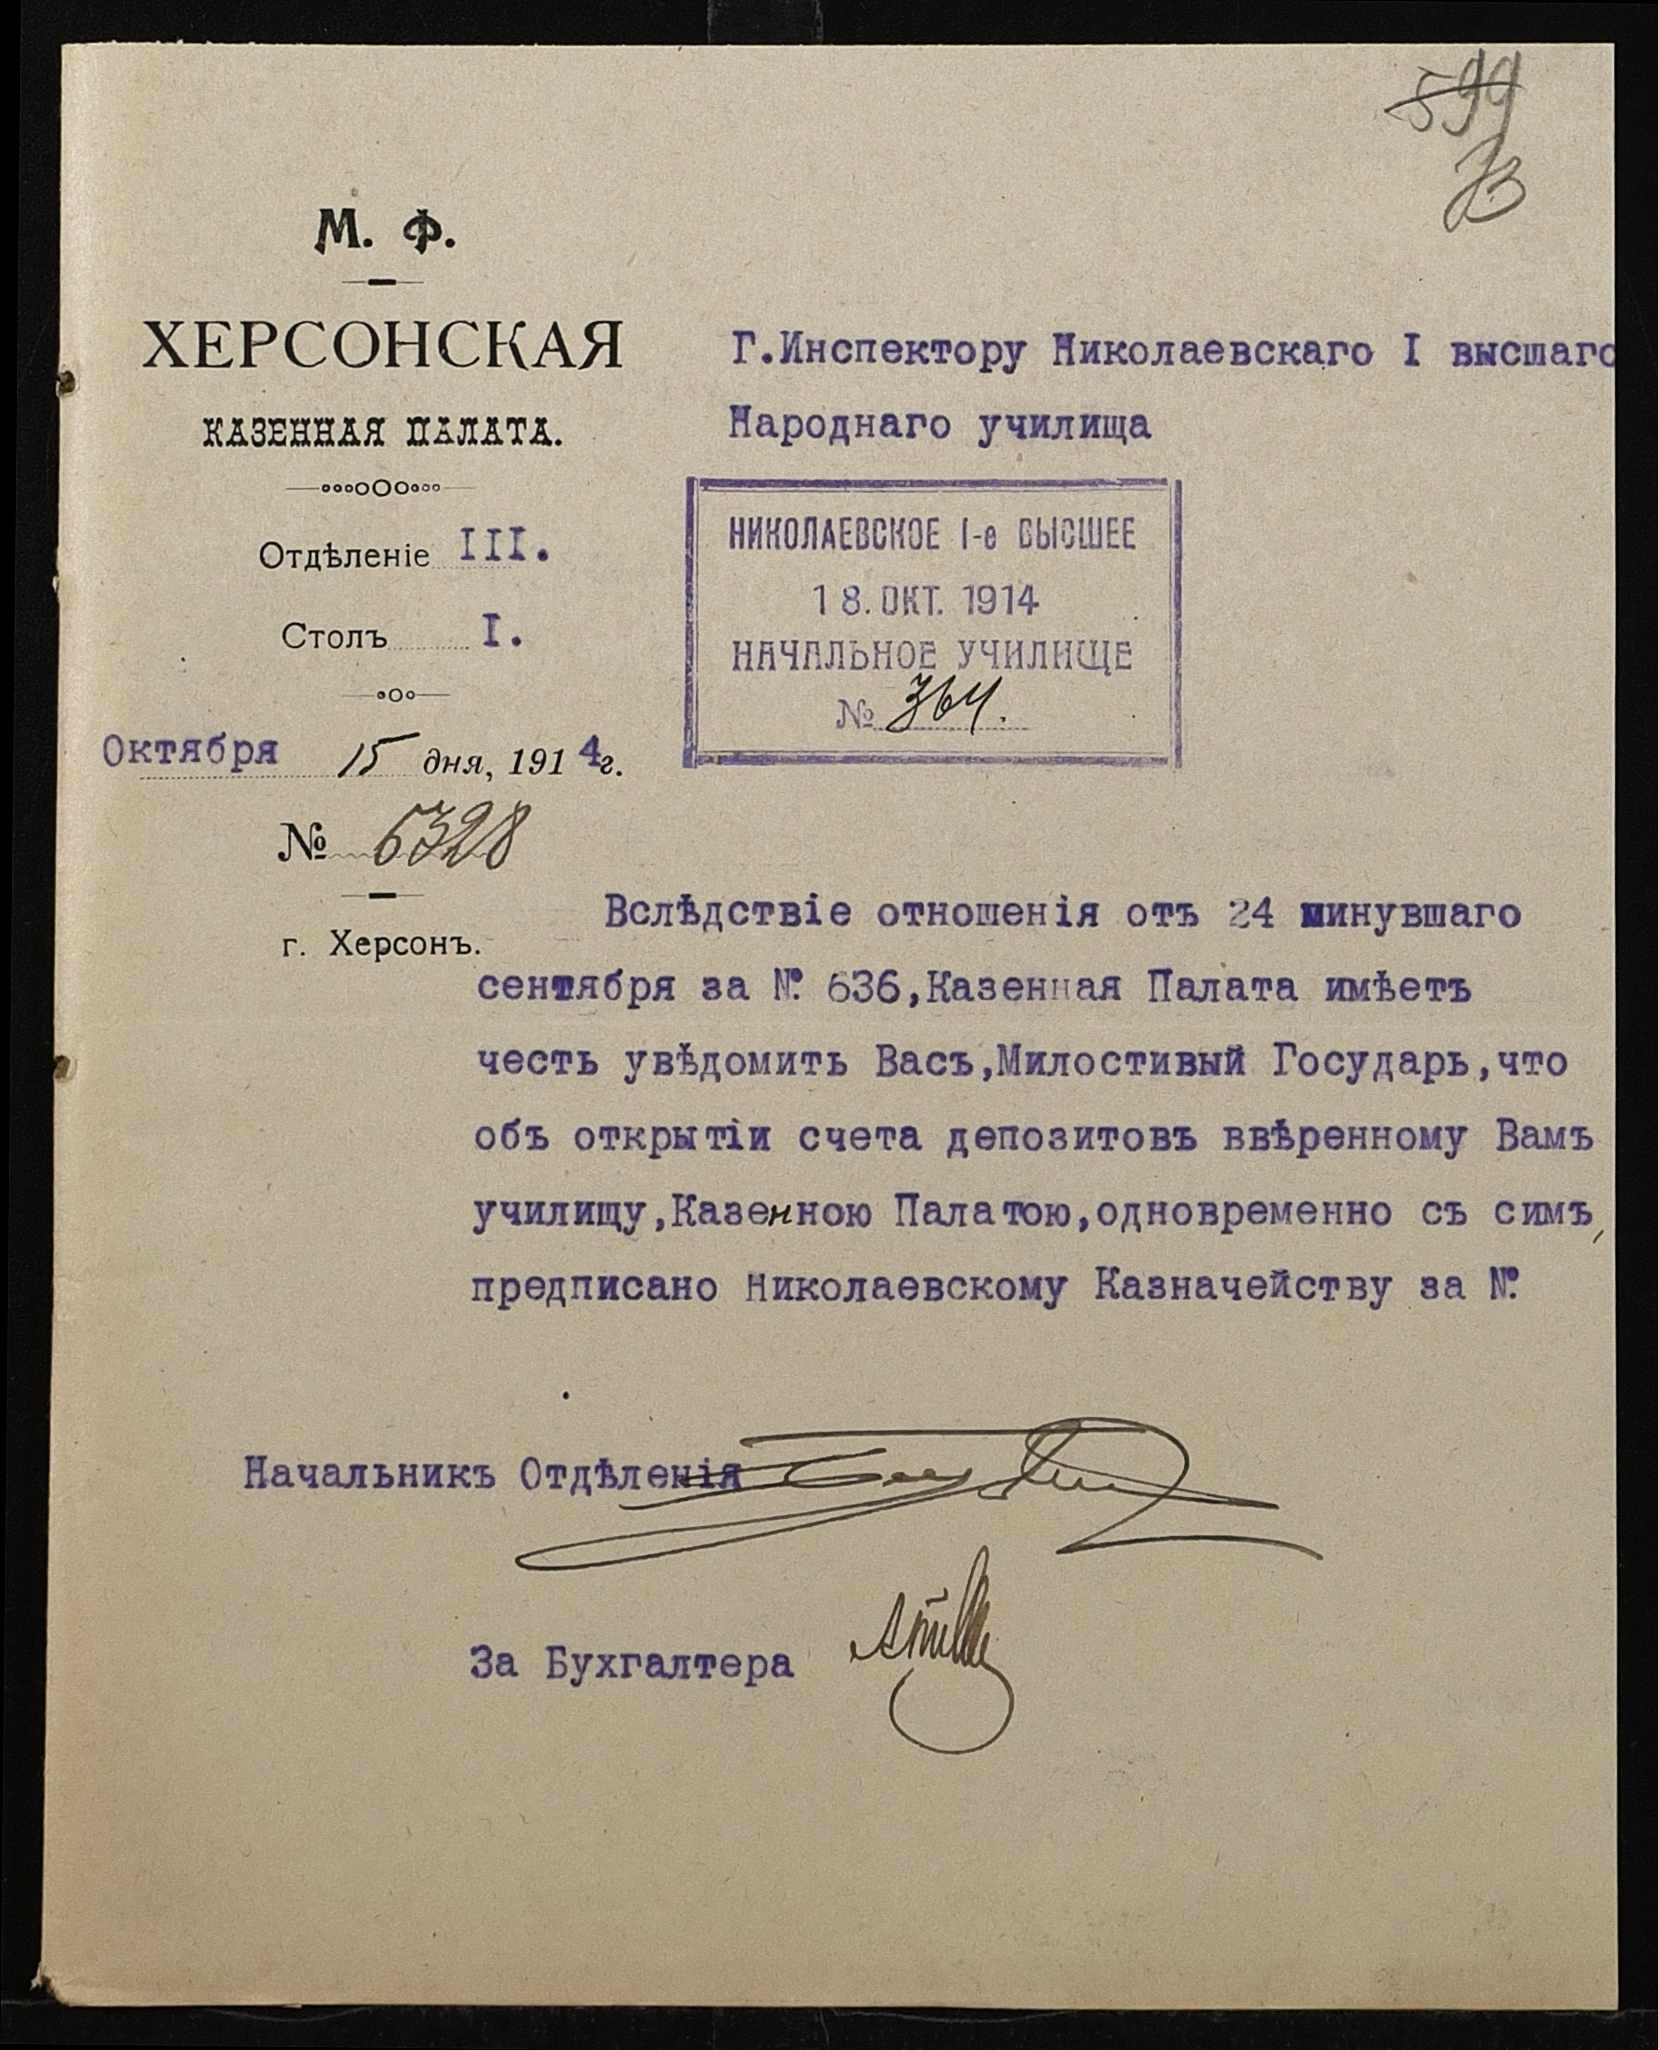 599
73
М. Ф.
ХЕРСОНСКАЯ
КАЗЕННАЯ ПАЛАТА.
Отдѣленіе III.
Столъ I.
Октября 15 дня, 1914г.
№ 6328
г. Херсонъ.
Г.Инспектору Николаевскаго I высшаго
Народнаго училища
НИКОЛАЕВСКОЕ I-е ВЫСШЕЕ
18. ОКТ. 1914
НАЧАЛЬНОЕ УЧИЛИЩЕ
№ 764.
Вслѣдствіе отношенія отъ 24 минувшаго
сентября за № 636,Казенная Палата имѣетъ
честь увѣдомить Васъ,Милостивый Государь,что
объ открытіи счета депозитовъ ввѣренному Вамъ
училищу,Казенною Палатою,одновременно съ симъ,
предписано Николаевскому Казначейству за №
Начальникъ Отдѣленія
За Бухгалтера